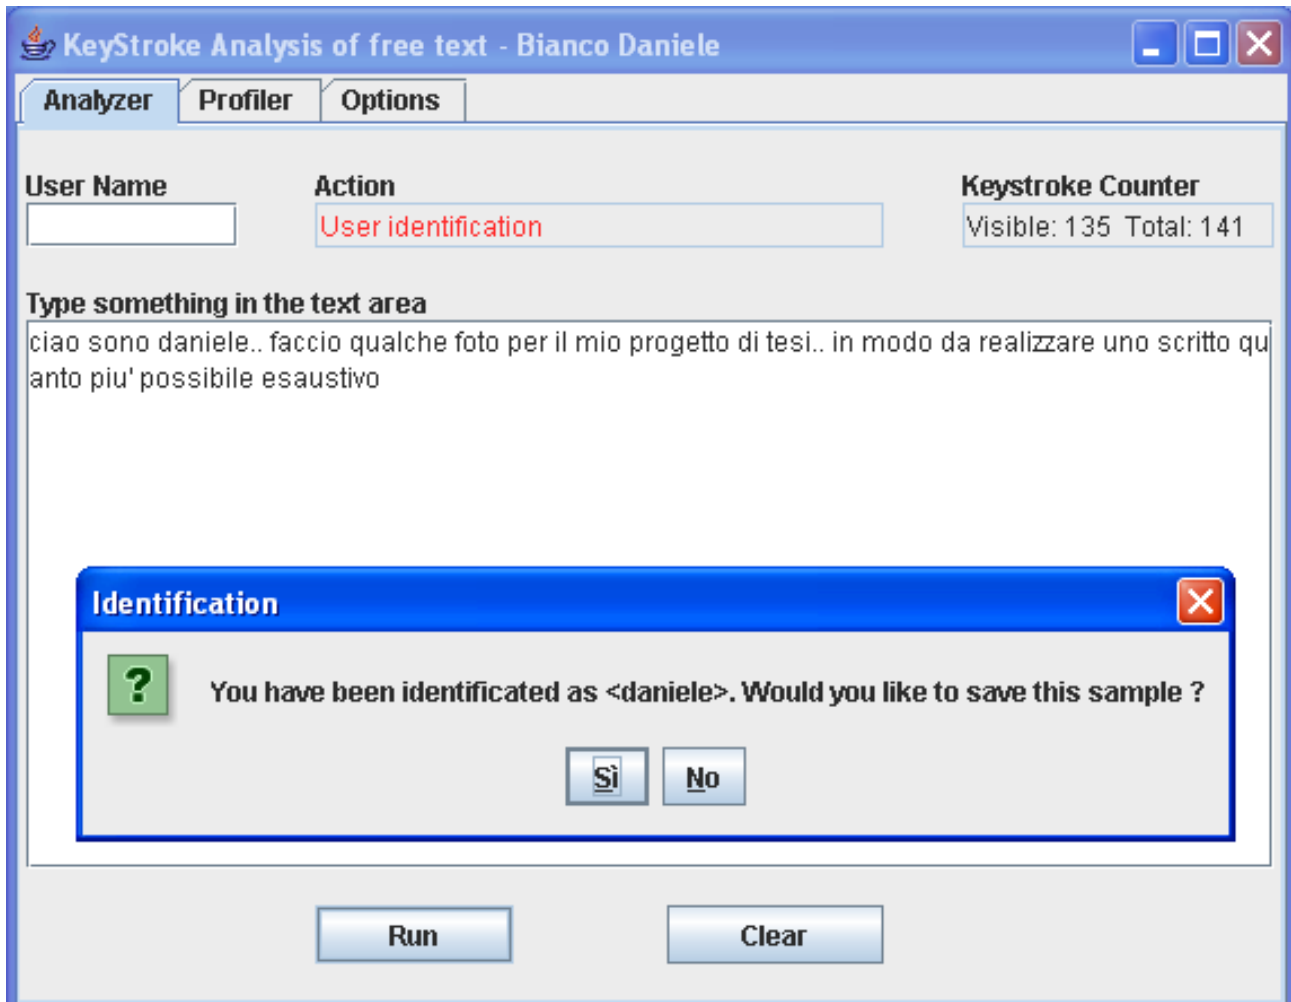 KeyStroke Analysis of free text - Bianco Daniele
Analyzer Profiler Options
User Name Action Keystroke Counter
User identification Visible: 135 Total: 141
Type something in the text area
ciao sono daniele.. faccio qualche foto per il mio progetto di tesi.. in modo da realizzare uno scritto qu
anto piu' possibile esaustivo
Identification
? You have been identificated as <daniele>. Would you like to save this sample ?
Sì No
Run Clear